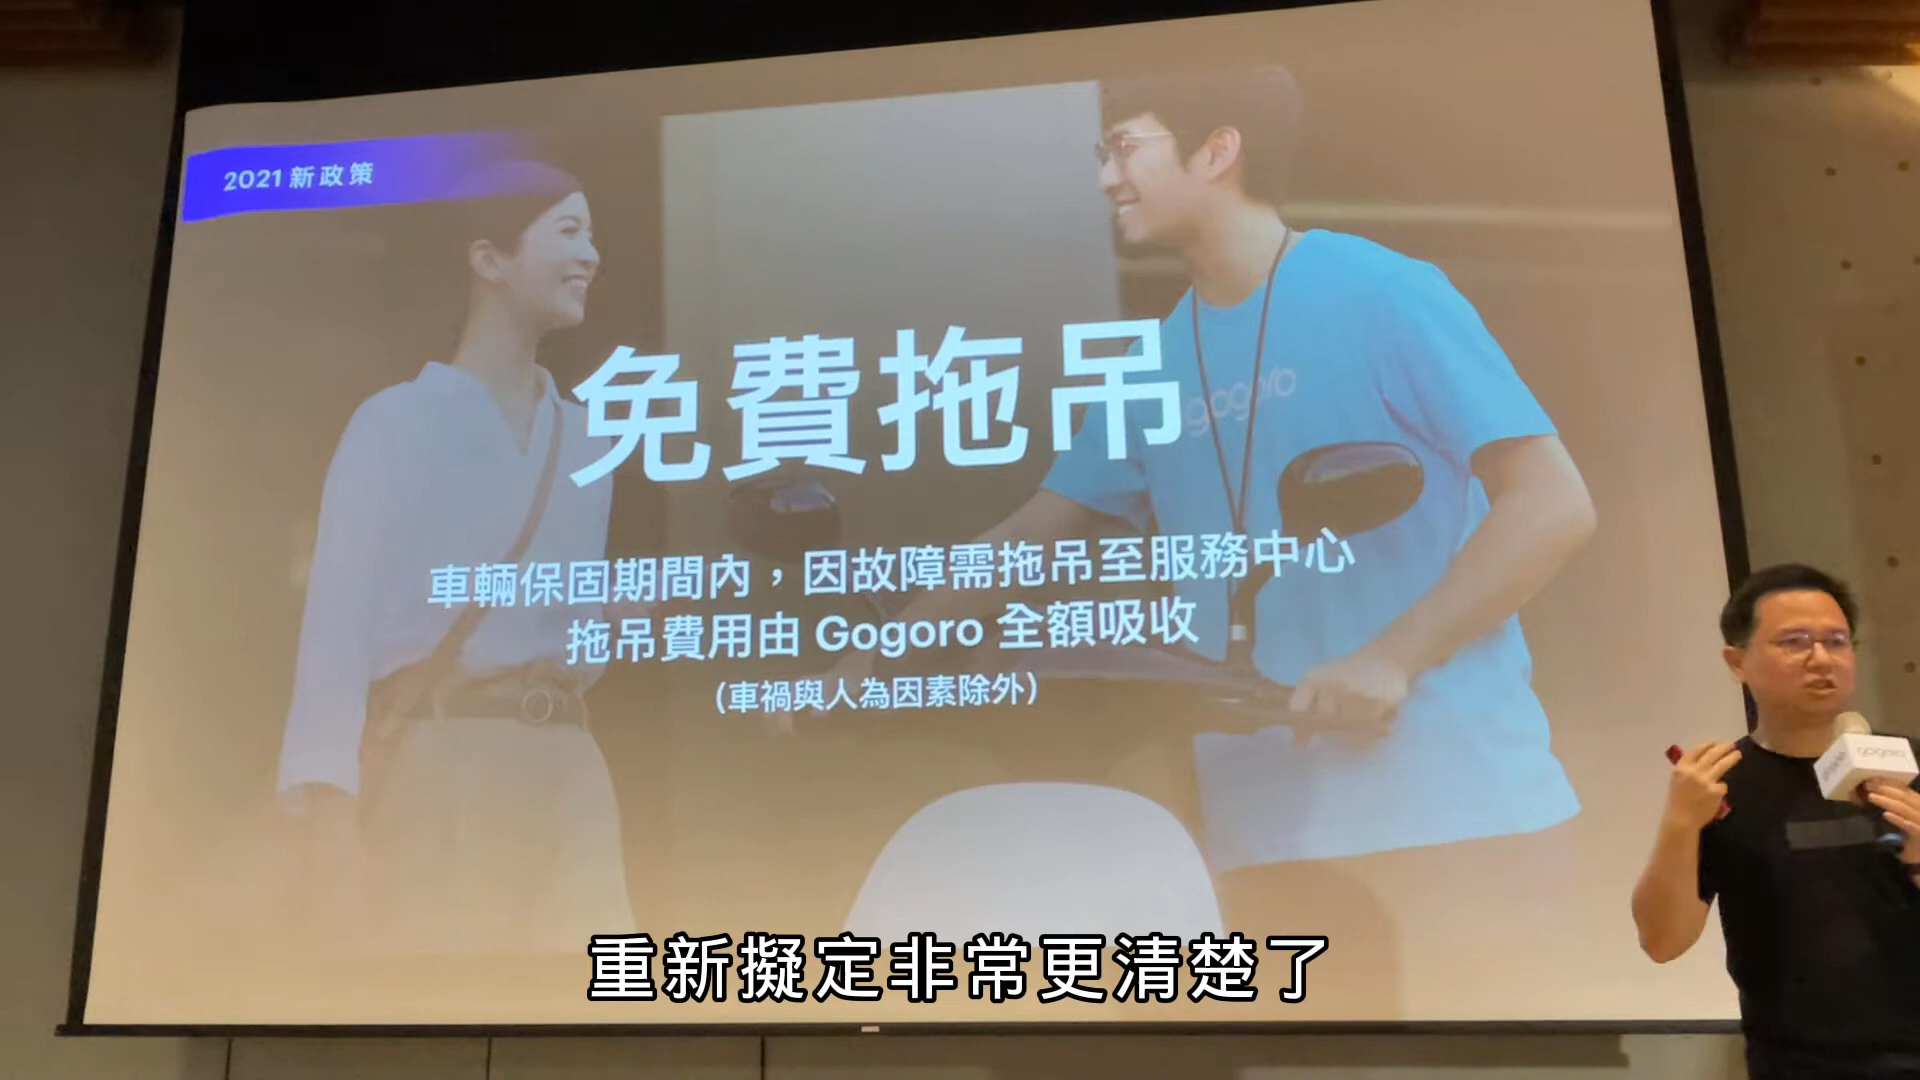 2021 新政策
免費拖吊
gogoro
車輛保固期間內，因故障需拖吊至服務中心
拖吊費用由 Gogoro 全額吸收
(車禍與人為因素除外)
gogoro
重新擬定非常更清楚了